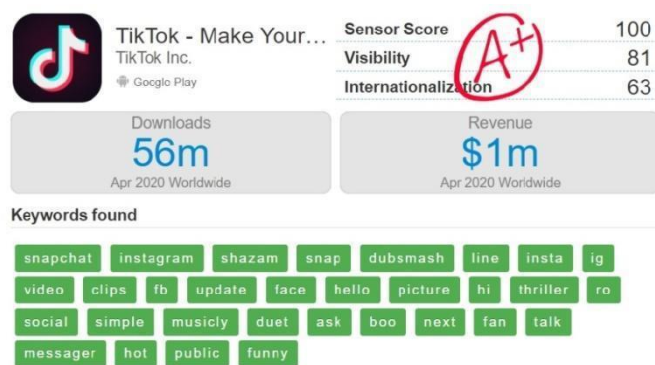 TikTok - Make Your...
TikTok Inc.
Google Play
Sensor Score 100
Visibility 81
Internationalization 63
A+
Downloads
56m
Apr 2020 Worldwide
Revenue
$1m
Apr 2020 Worldwide
Keywords found
snapchat instagram shazam snap dubsmash line insta ig
video clips fb update face hello picture hi thriller ro
social simple musicly duet ask boo next fan talk
messager hot public funny